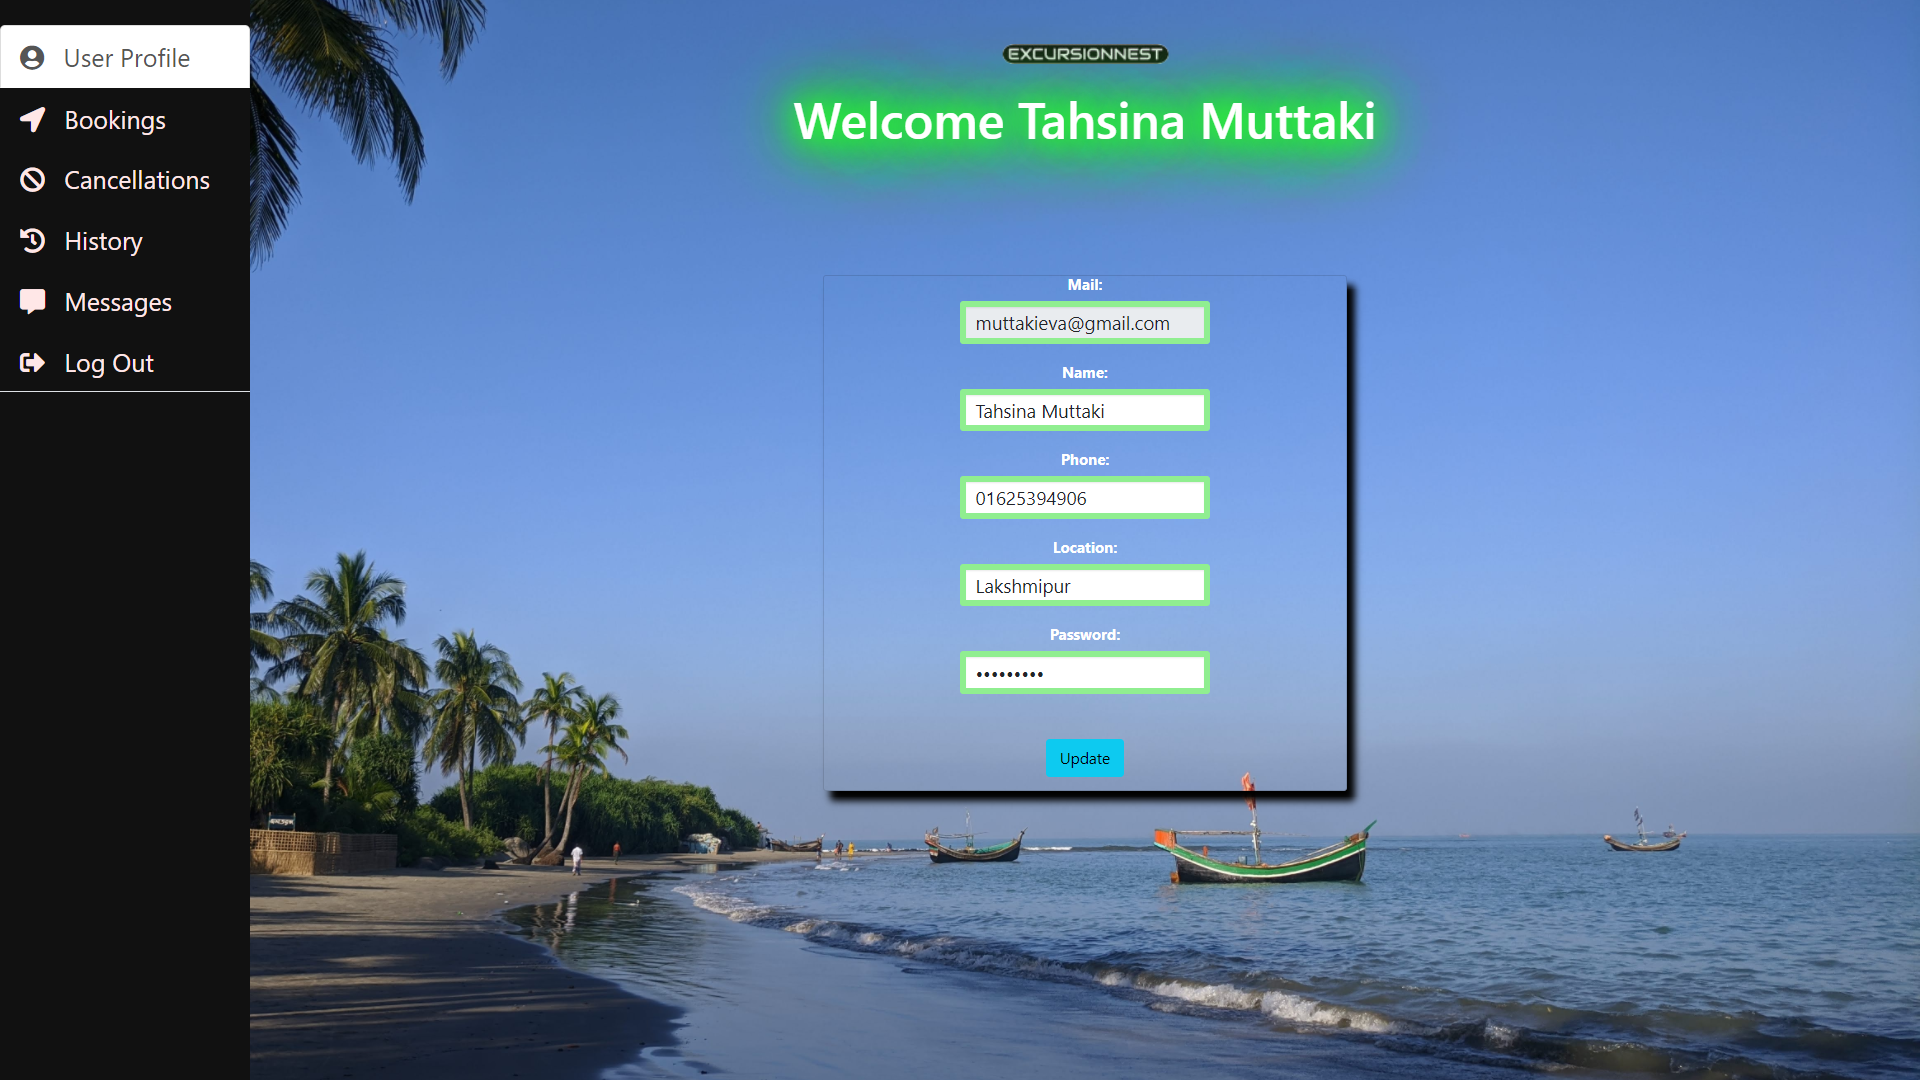 User Profile
Bookings
Cancellations
History
Messages
Log Out
EXCURSIONNEST
Welcome Tahsina Muttaki
Mail:
muttakieva@gmail.com
Name:
Tahsina Muttaki
Phone:
01625394906
Location:
Lakshmipur
Password:
•••••••••
Update